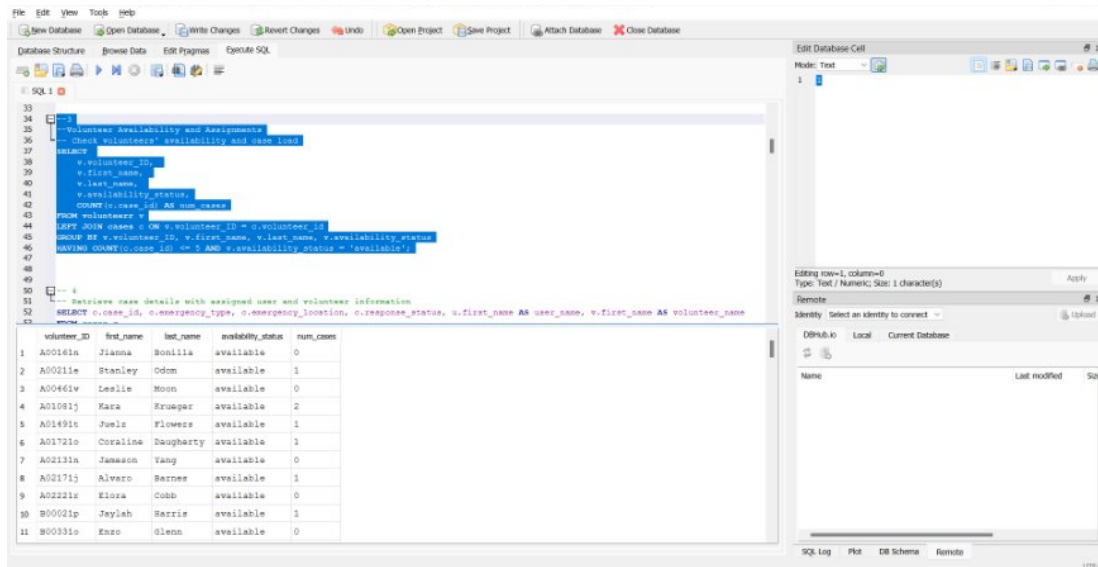 File Edit View Tools Help
New Database Open Database Write Changes Revert Changes Undo Open Project Save Project Attach Database Close Database
Database Structure Browse Data Edit Pragmas Execute SQL
SQL 1
33
34 --3
35 --Volunteer Availability and Assignments
36 -- Check volunteers' availability and case load
37 SELECT
38 v.volunteer_ID,
39 v.first_name,
40 v.last_name,
41 v.availability_status,
42 COUNT(c.case_id) AS num_cases
43 FROM volunteers v
44 LEFT JOIN cases c ON v.volunteer_ID = c.volunteer_id
45 GROUP BY v.volunteer_ID, v.first_name, v.last_name, v.availability_status
46 HAVING COUNT(c.case_id) <= 5 AND v.availability_status = 'available';
47
48
49
50 -- 4
51 -- Retrieve case details with assigned user and volunteer information
52 SELECT c.case_id, c.emergency_type, c.emergency_location, c.response_status, u.first_name AS user_name, v.first_name AS volunteer_name
volunteer_ID first_name last_name availability_status num_cases
1 A00161n Jianna Bonilla available 0
2 A00211e Stanley Odom available 1
3 A00461v Leslie Moon available 0
4 A01081j Kara Krueger available 2
5 A01491t Juelz Flowers available 1
6 A01721o Coraline Daugherty available 1
7 A02131n Jameson Yang available 0
8 A02171j Alvaro Barnes available 1
9 A02221r Elora Cobb available 0
10 B00021p Jaylah Harris available 1
11 B00331o Enzo Glenn available 0
Edit Database Cell
Mode: Text
1 1
Editing row=1, column=0
Type: Text / Numeric; Size: 1 character(s)
Apply
Remote
Identity Select an identity to connect
Upload
DBHub.io Local Current Database
Name Last modified
SQL Log Plot DB Schema Remote